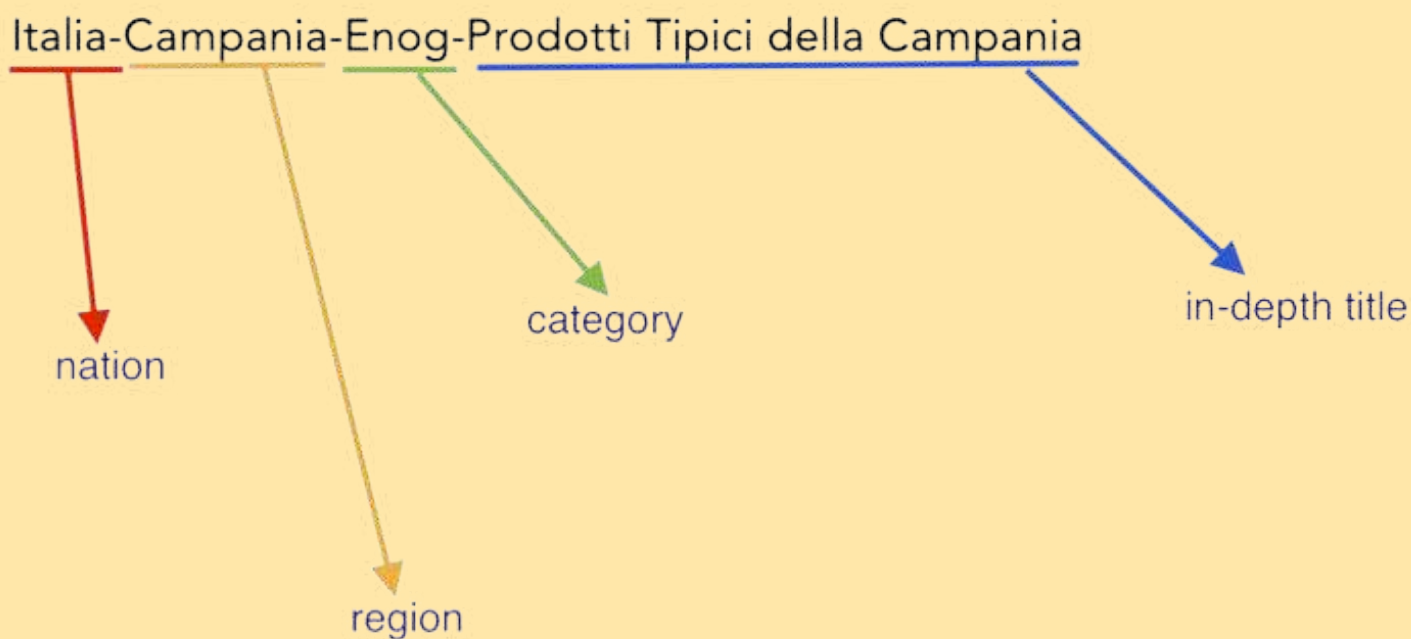 Italia-Campania-Enog-Prodotti Tipici della Campania
in-depth title
category
nation
region